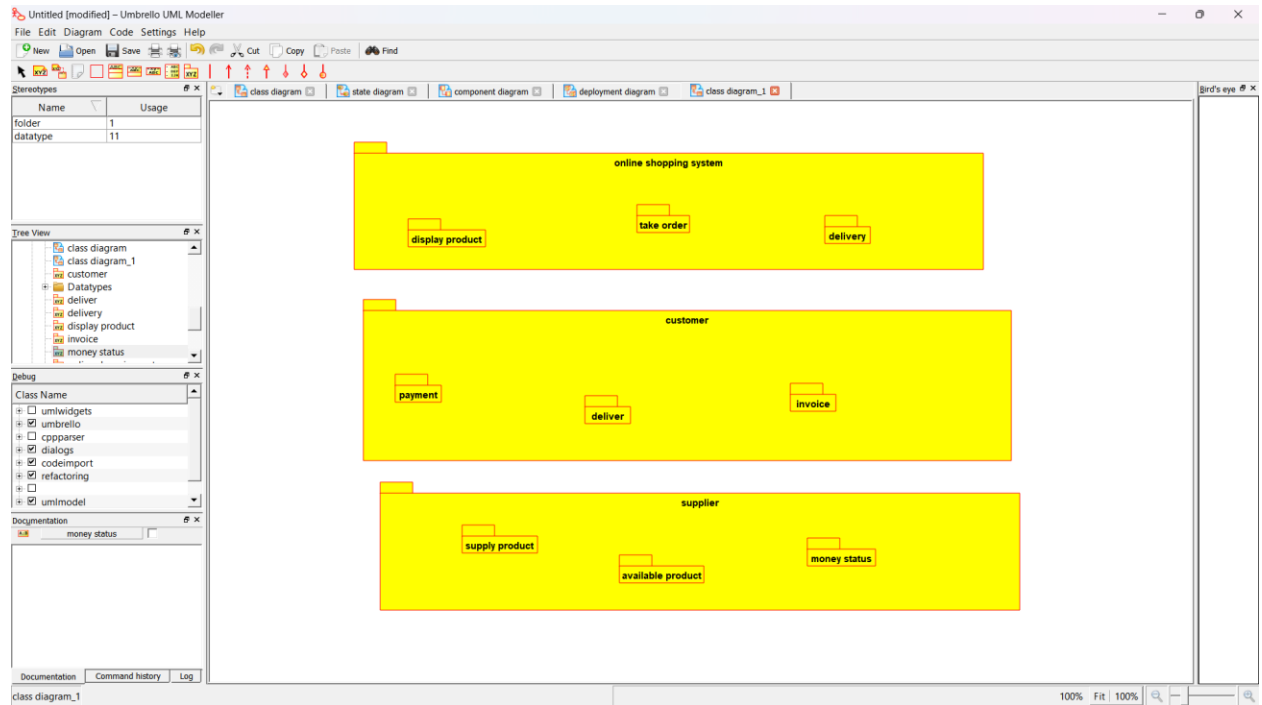 Untitled [modified] – Umbrello UML Modeller
File Edit Diagram Code Settings Help
New Open Save Cut Copy Paste Find
Stereotypes
class diagram state diagram component diagram deployment diagram class diagram_1
Bird's eye
Name Usage
folder 1
datatype 11
online shopping system
display product
take order
delivery
Tree View
class diagram
class diagram_1
customer
Datatypes
deliver
delivery
display product
invoice
money status
customer
payment
deliver
invoice
Debug
Class Name
umlwidgets
umbrello
cppparser
dialogs
codeimport
refactoring
umlmodel
supplier
supply product
available product
money status
Documentation
money status
Documentation Command history Log
class diagram_1
100% Fit 100%